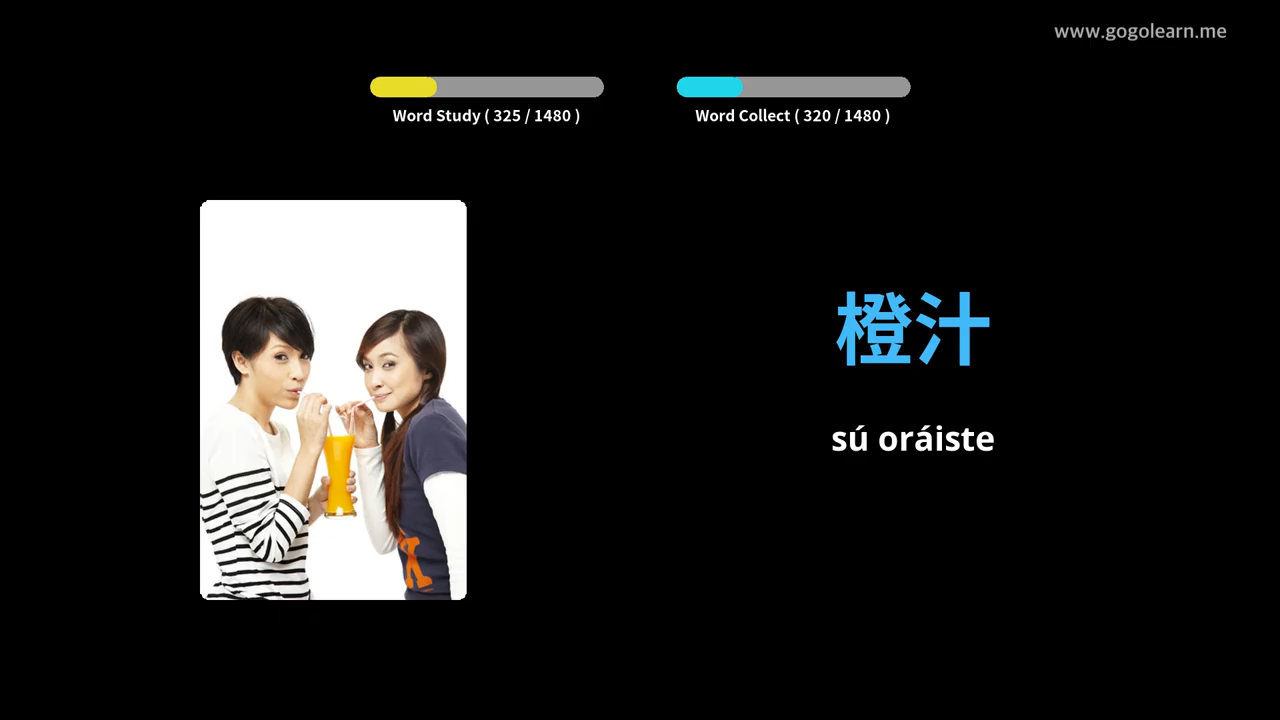 www.gogolearn.me
Word Study ( 325 / 1480 )
Word Collect ( 320 / 1480 )
橙汁
sú oráiste